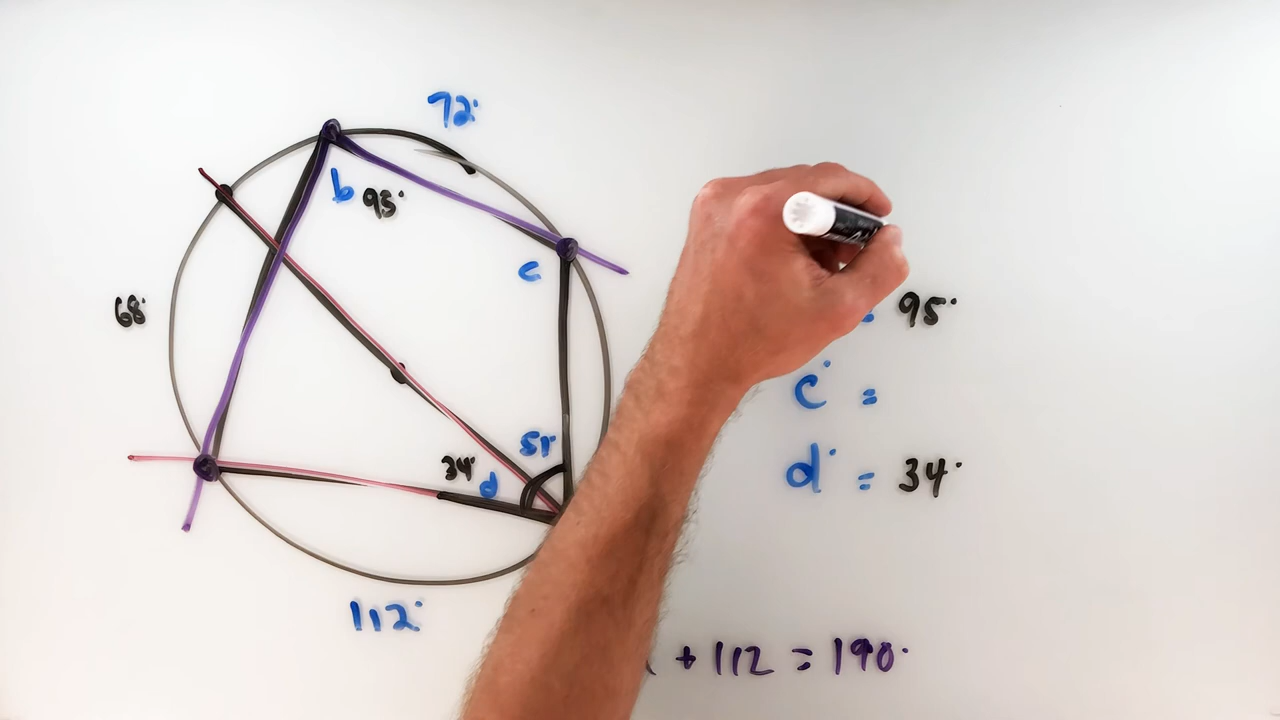 72°
b 95°
c
68°
51°
34° d
112°
= 95°
c° =
d° = 34°
+ 112 = 190°